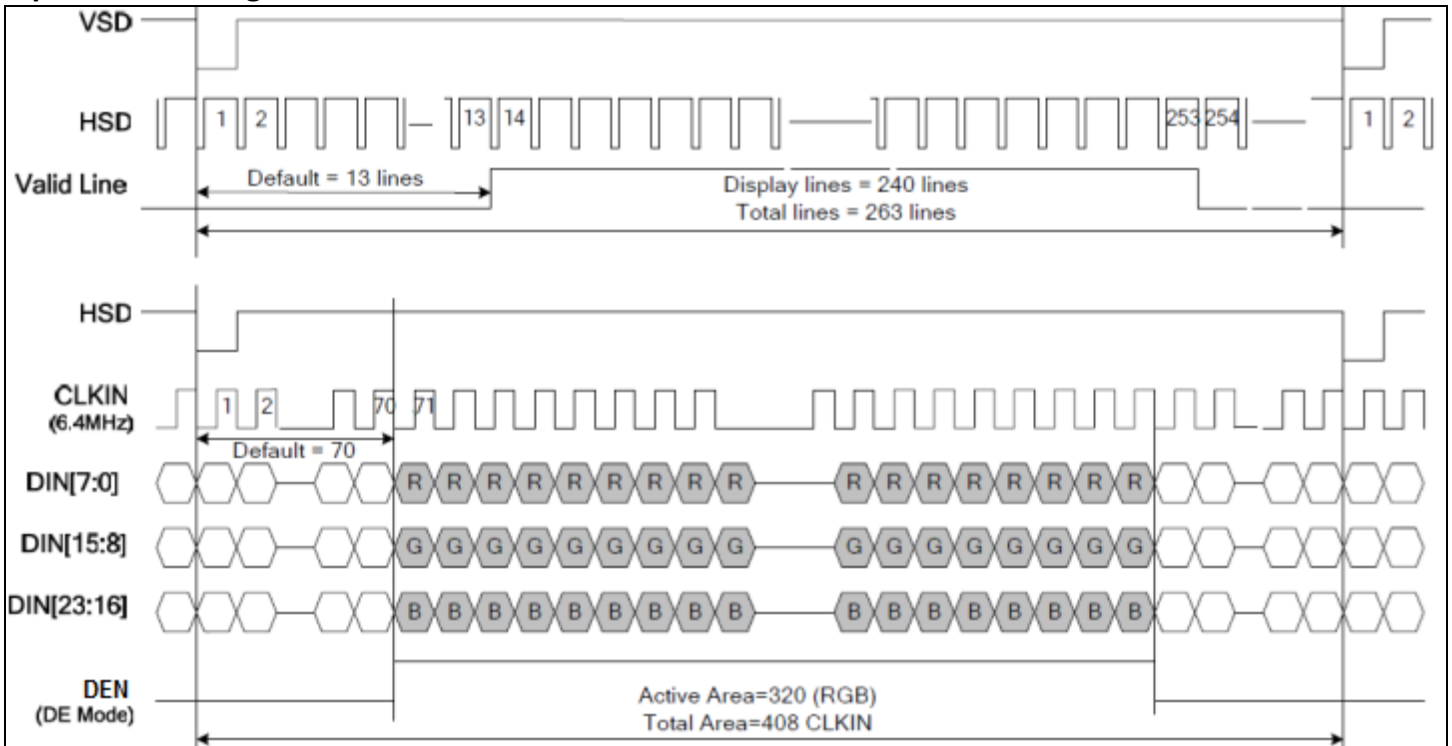 VSD
HSD 1 2 13 14 253 254 1 2
Valid Line
Default = 13 lines
Display lines = 240 lines
Total lines = 263 lines
HSD
CLKIN 1 2 70 71
(6.4MHz)
Default = 70
DIN[7:0] R R R R R R R R R R R R R R R R R
DIN[15:8] G G G G G G G G G G G G G G G G G
DIN[23:16] B B B B B B B B B B B B B B B B B
DEN
(DE Mode)
Active Area=320 (RGB)
Total Area=408 CLKIN